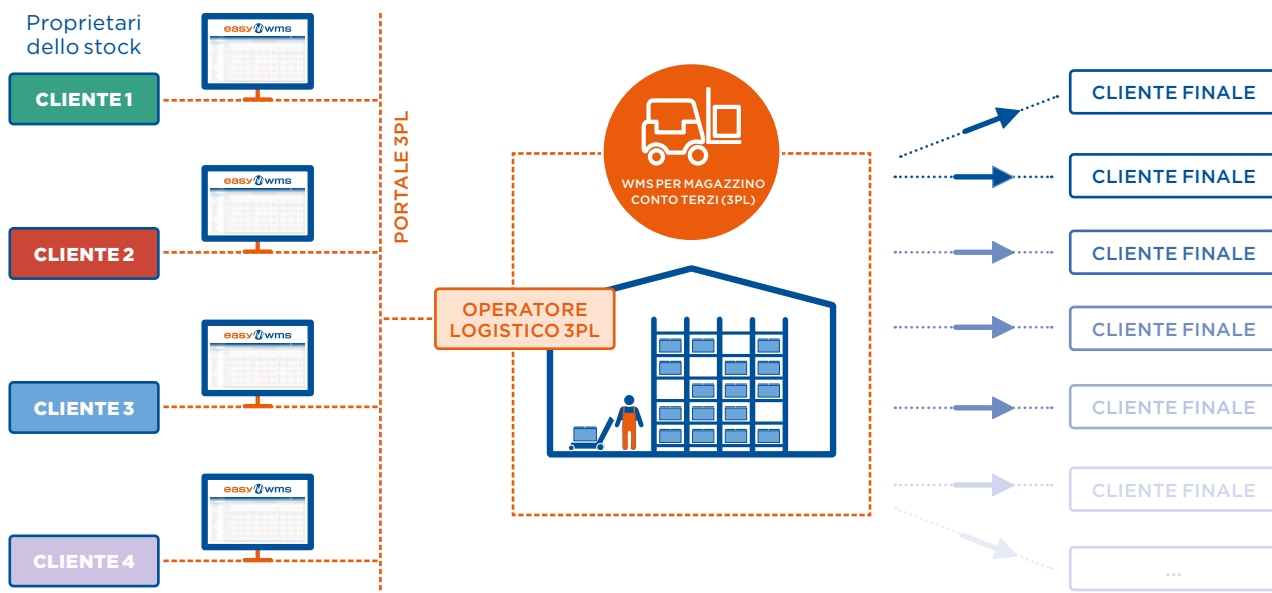 Proprietari
dello stock
easy wms
CLIENTE 1
easy wms
CLIENTE 2
easy wms
CLIENTE 3
easy wms
CLIENTE 4
PORTALE 3PL
WMS PER MAGAZZINO
CONTO TERZI (3PL)
OPERATORE
LOGISTICO 3PL
CLIENTE FINALE
CLIENTE FINALE
CLIENTE FINALE
CLIENTE FINALE
CLIENTE FINALE
CLIENTE FINALE
...